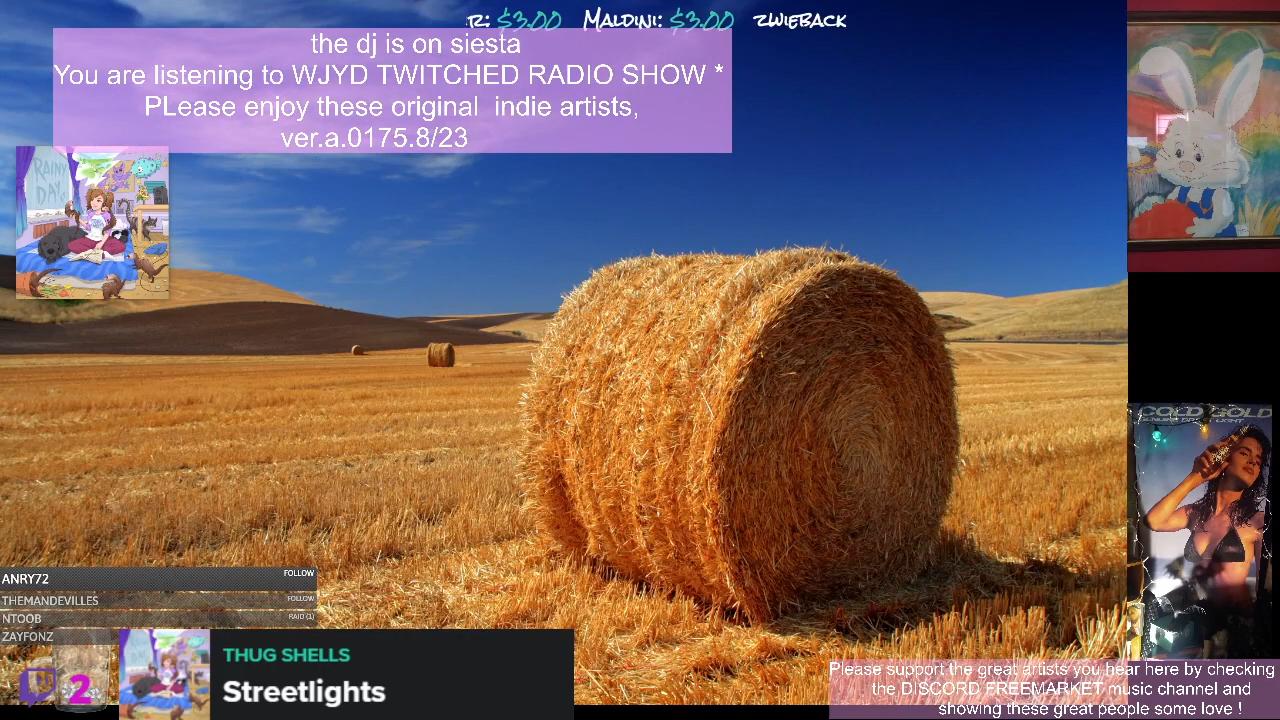 R: $3.00 MALDINI: $3.00 ZWIEBACK
the dj is on siesta
You are listening to WJYD TWITCHED RADIO SHOW *
PLease enjoy these original indie artists,
ver.a.0175.8/23
RAINY
DAY
COLD GOLD
ANRY72 FOLLOW
THEMANDEVILLES FOLLOW
NTOOB RAID (1)
ZAYFONZ
2
THUG SHELLS
Streetlights
Please support the great artists you hear here by checking
the DISCORD FREEMARKET music channel and
showing these great people some love !